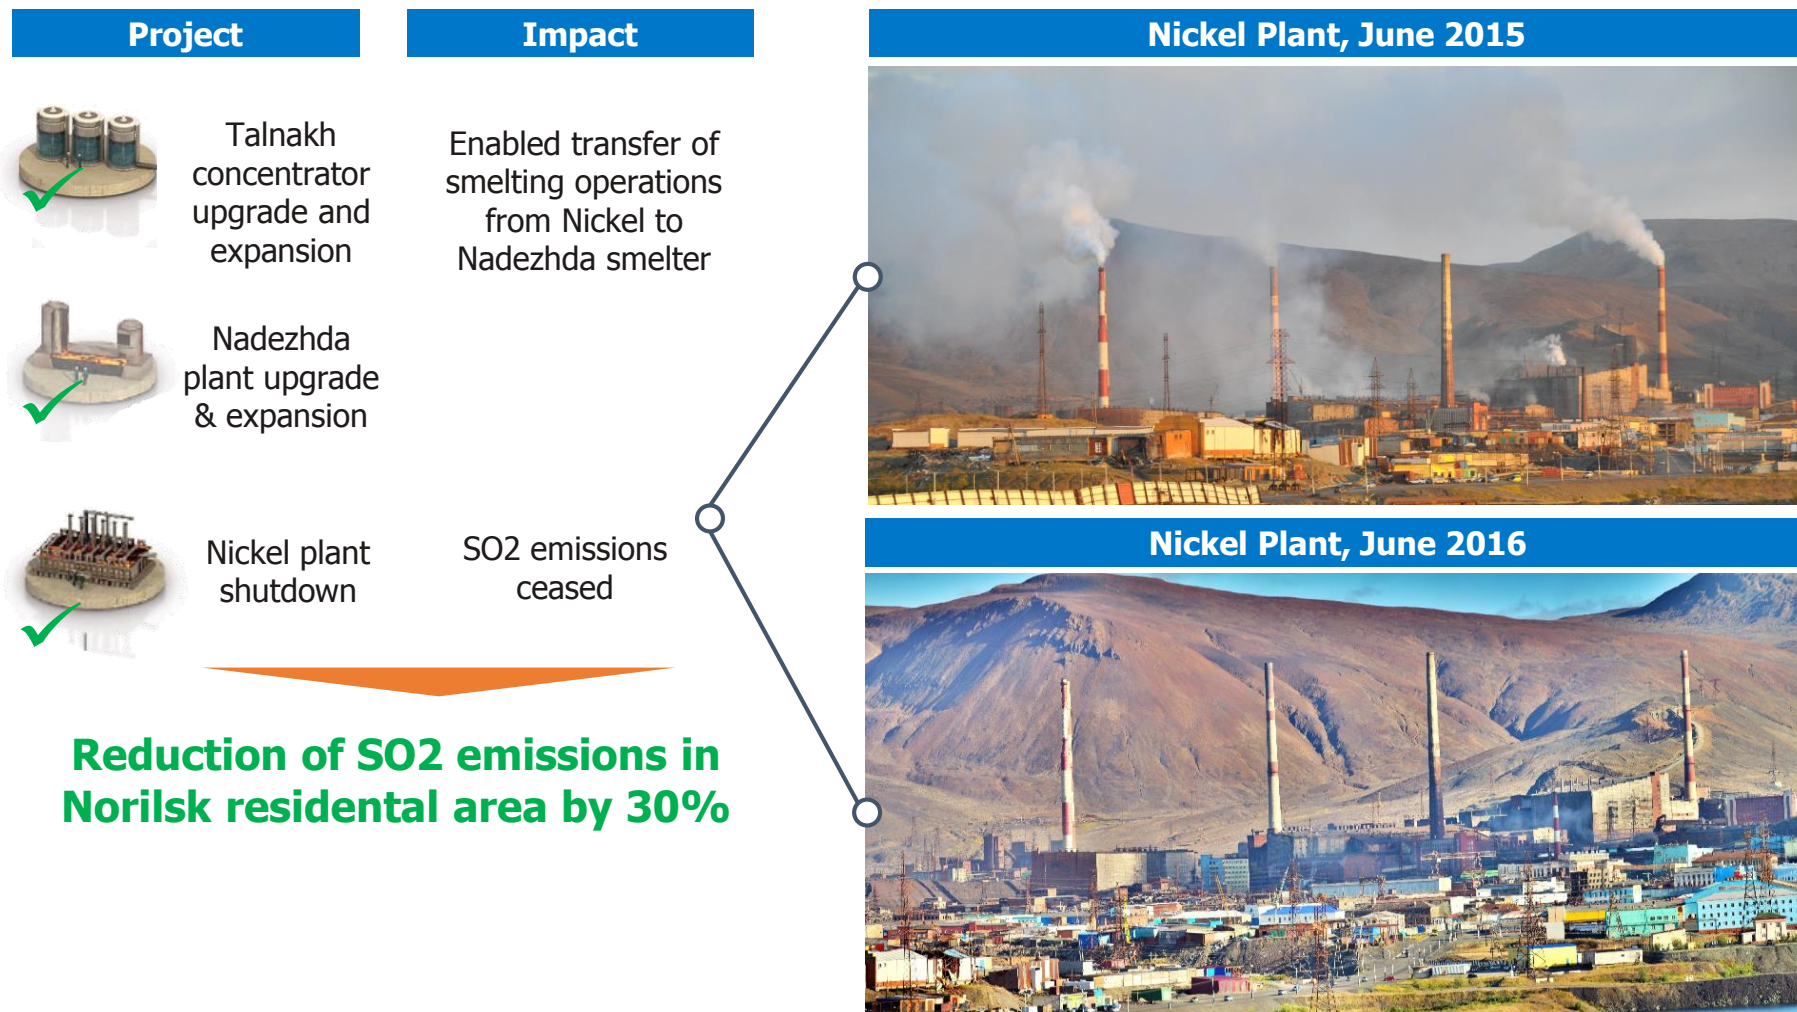 Project
Impact
Talnakh
concentrator
upgrade and
expansion
Enabled transfer of
smelting operations
from Nickel to
Nadezhda smelter
Nadezhda
plant upgrade
& expansion
Nickel plant
shutdown
SO2 emissions
ceased
Reduction of SO2 emissions in
Norilsk residental area by 30%
Nickel Plant, June 2015
Nickel Plant, June 2016